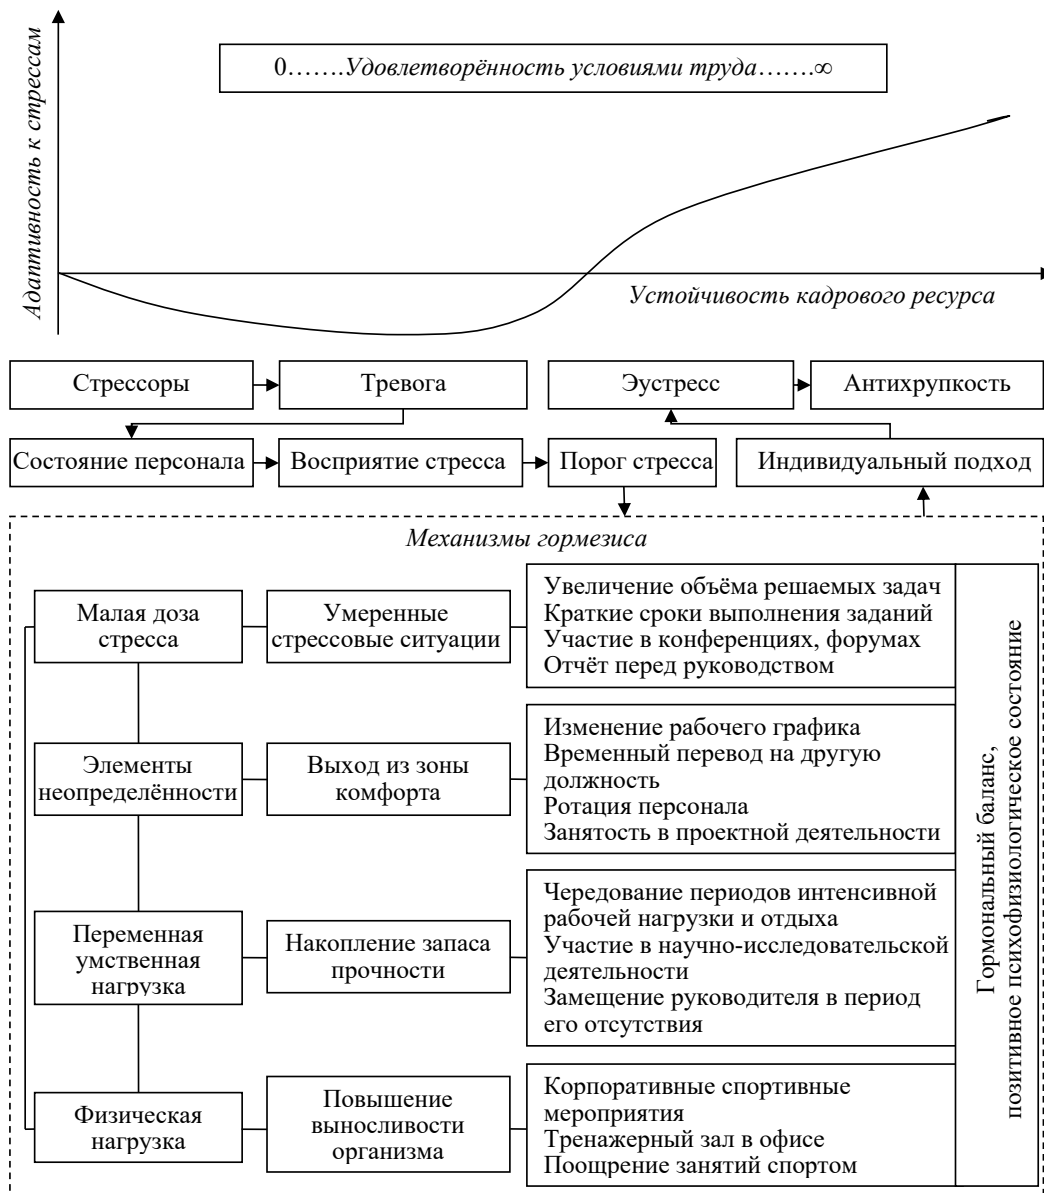 Адаптивность к стрессам
0…….Удовлетворённость условиями труда…….∞
Устойчивость кадрового ресурса
Стрессоры
Тревога
Эустресс
Антихрупкость
Состояние персонала
Восприятие стресса
Порог стресса
Индивидуальный подход
Механизмы гормезиса
Малая доза
стресса
Умеренные
стрессовые ситуации
Увеличение объёма решаемых задач
Краткие сроки выполнения заданий
Участие в конференциях, форумах
Отчёт перед руководством
Элементы
неопределённости
Выход из зоны
комфорта
Изменение рабочего графика
Временный перевод на другую
должность
Ротация персонала
Занятость в проектной деятельности
Переменная
умственная
нагрузка
Накопление запаса
прочности
Чередование периодов интенсивной
рабочей нагрузки и отдыха
Участие в научно-исследовательской
деятельности
Замещение руководителя в период
его отсутствия
Физическая
нагрузка
Повышение
выносливости
организма
Корпоративные спортивные
мероприятия
Тренажерный зал в офисе
Поощрение занятий спортом
Гормональный баланс,
позитивное психофизиологическое состояние